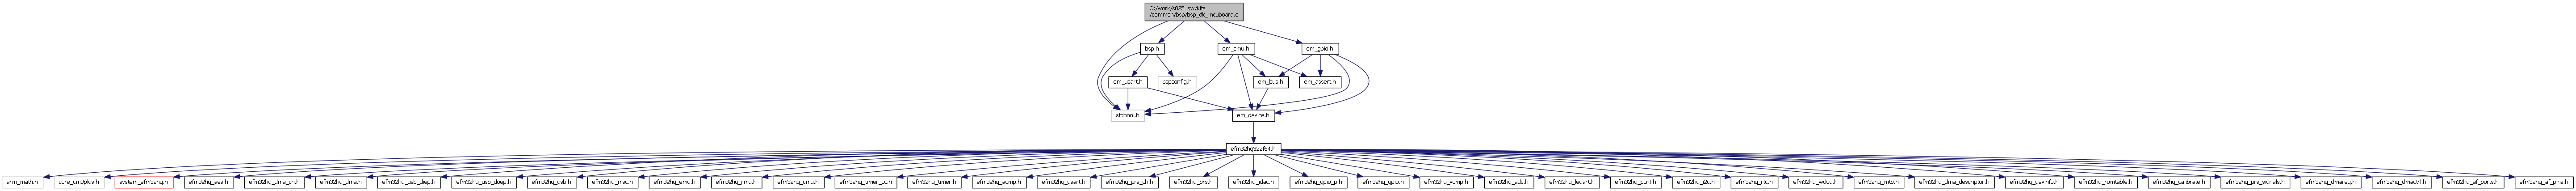 C:/work/s025_sw/kits
/common/bsp/bsp_dk_mcuboard.c
bsp.h
em_cmu.h
em_gpio.h
em_usart.h
bspconfig.h
em_bus.h
em_assert.h
stdbool.h
em_device.h
efm32hg322f64.h
arm_math.h
core_cm0plus.h
system_efm32hg.h
efm32hg_aes.h
efm32hg_dma_ch.h
efm32hg_dma.h
efm32hg_usb_diep.h
efm32hg_usb_doep.h
efm32hg_usb.h
efm32hg_msc.h
efm32hg_emu.h
efm32hg_rmu.h
efm32hg_cmu.h
efm32hg_timer_cc.h
efm32hg_timer.h
efm32hg_acmp.h
efm32hg_usart.h
efm32hg_prs_ch.h
efm32hg_prs.h
efm32hg_idac.h
efm32hg_gpio_p.h
efm32hg_gpio.h
efm32hg_vcmp.h
efm32hg_adc.h
efm32hg_leuart.h
efm32hg_pcnt.h
efm32hg_i2c.h
efm32hg_rtc.h
efm32hg_wdog.h
efm32hg_mtb.h
efm32hg_dma_descriptor.h
efm32hg_devinfo.h
efm32hg_romtable.h
efm32hg_calibrate.h
efm32hg_prs_signals.h
efm32hg_dmareq.h
efm32hg_dmactrl.h
efm32hg_af_ports.h
efm32hg_af_pins.h